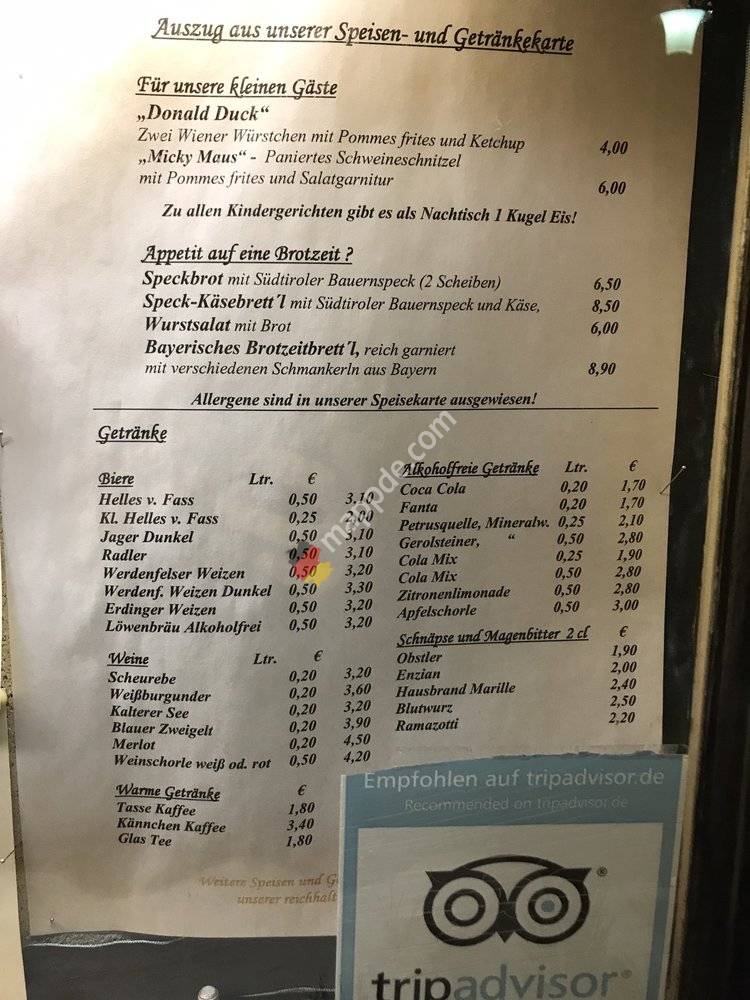 Auszug aus unserer Speisen- und Getränkekarte
Für unsere kleinen Gäste
„Donald Duck“
Zwei Wiener Würstchen mit Pommes frites und Ketchup 4,00
„Micky Maus“ - Paniertes Schweineschnitzel
mit Pommes frites und Salatgarnitur 6,00
Zu allen Kindergerichten gibt es als Nachtisch 1 Kugel Eis!
Appetit auf eine Brotzeit ?
Speckbrot mit Südtiroler Bauernspeck (2 Scheiben) 6,50
Speck-Käsebrett´l mit Südtiroler Bauernspeck und Käse, 8,50
Wurstsalat mit Brot 6,00
Bayerisches Brotzeitbrett´l, reich garniert
mit verschiedenen Schmankerln aus Bayern 8,90
Allergene sind in unserer Speisekarte ausgewiesen!
Getränke
Biere Ltr. €
Helles v. Fass 0,50 3,10
Kl. Helles v. Fass 0,25 2,00
Jager Dunkel 0,50 3,10
Radler 0,50 3,10
Werdenfelser Weizen 0,50 3,20
Werdenf. Weizen Dunkel 0,50 3,30
Erdinger Weizen 0,50 3,20
Löwenbräu Alkoholfrei 0,50 3,20
Weine Ltr. €
Scheurebe 0,20 3,20
Weißburgunder 0,20 3,60
Kalterer See 0,20 3,20
Blauer Zweigelt 0,20 3,90
Merlot 0,20 4,50
Weinschorle weiß od. rot 0,50 4,20
Warme Getränke €
Tasse Kaffee 1,80
Kännchen Kaffee 3,40
Glas Tee 1,80
Alkoholfreie Getränke Ltr. €
Coca Cola 0,20 1,70
Fanta 0,20 1,70
Petrusquelle, Mineralw. 0,25 2,10
Gerolsteiner, “ 0,50 2,80
Cola Mix 0,25 1,90
Cola Mix 0,50 2,80
Zitronenlimonade 0,50 2,80
Apfelschorle 0,50 3,00
Schnäpse und Magenbitter 2 cl €
Obstler 1,90
Enzian 2,00
Hausbrand Marille 2,40
Blutwurz 2,50
Ramazotti 2,20
Weitere Speisen und
unserer
Empfohlen auf tripadvisor.de
Recommended on tripadvisor.de
tripadvisor®
mappde.com